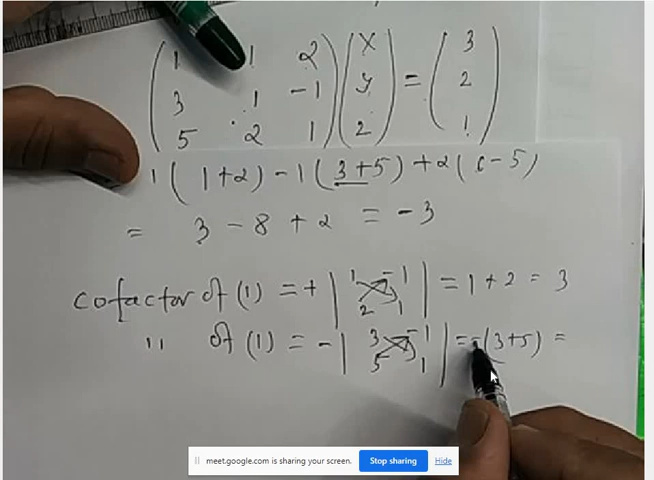 ( 1 1 2 ) ( x ) = ( 3 )
( 3 1 -1 ) ( y ) = ( 2 )
( 5 2 1 ) ( z ) = ( 1 )
1 ( 1+2 ) - 1 ( 3+5 ) + 2 ( 6-5 )
= 3 - 8 + 2 = -3
cofactor of (1) = + | 1 -1 | = 1 + 2 = 3
2 1
" of (1) = - | 3 -1 | = -(3+5) =
5 1
meet.google.com is sharing your screen. Stop sharing Hide